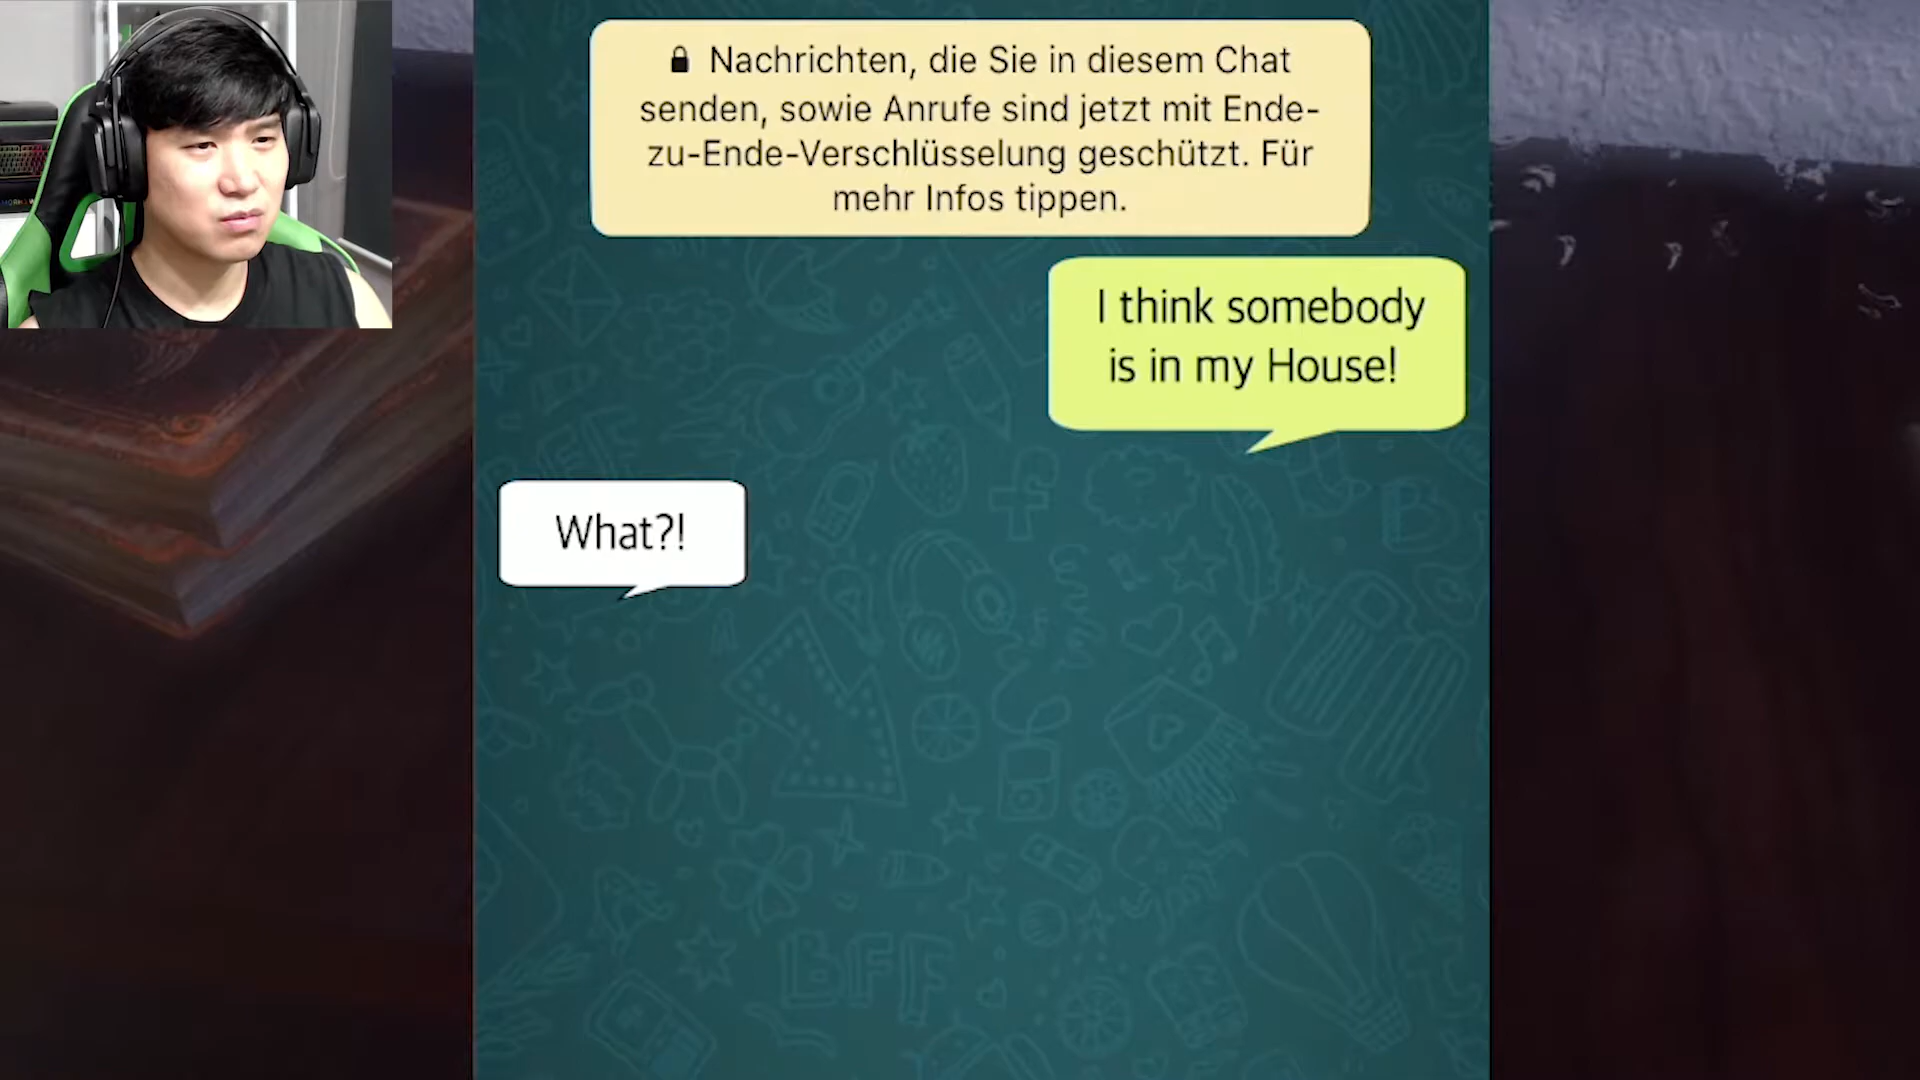 Nachrichten, die Sie in diesem Chat
senden, sowie Anrufe sind jetzt mit Ende-
zu-Ende-Verschlüsselung geschützt. Für
mehr Infos tippen.
I think somebody
is in my House!
What?!
BFF